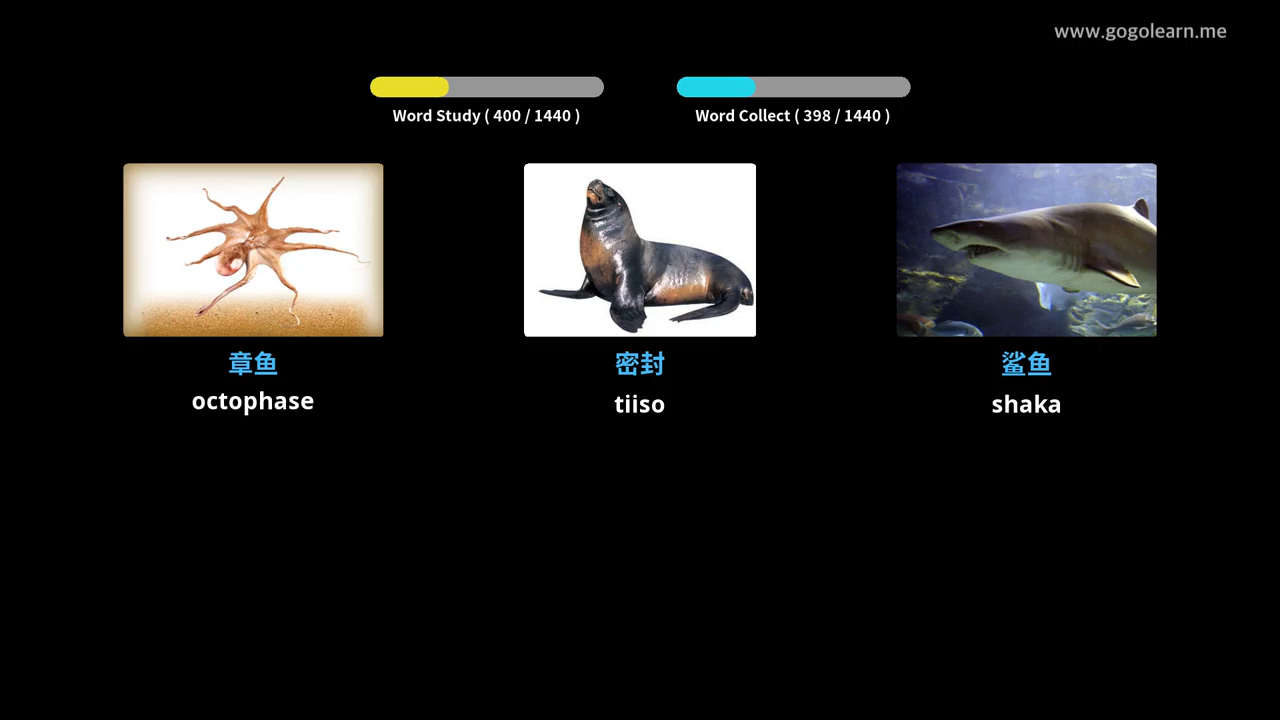 www.gogolearn.me
Word Study ( 400 / 1440 )
Word Collect ( 398 / 1440 )
章鱼
密封
鲨鱼
octophase
tiiso
shaka